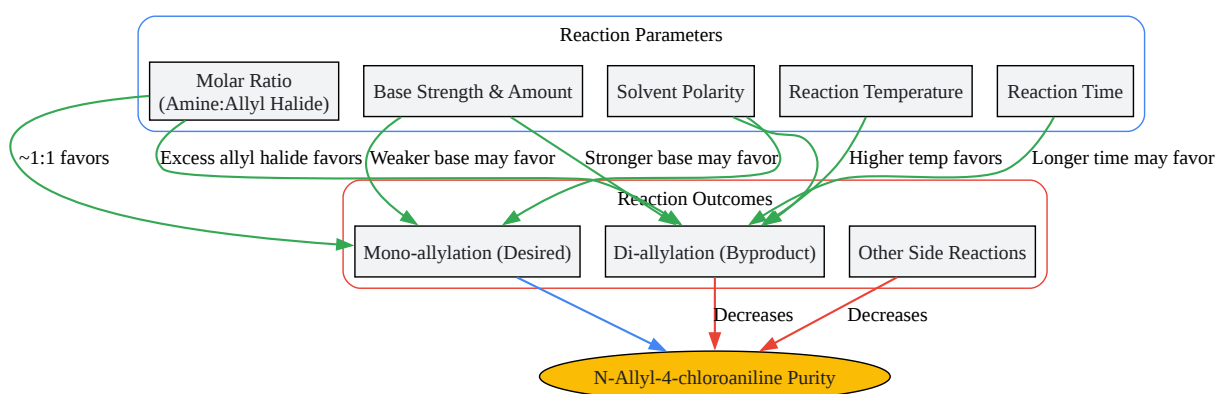 Reaction Parameters
Molar Ratio
(Amine:Allyl Halide)
Base Strength & Amount
Solvent Polarity
Reaction Temperature
Reaction Time
~1:1 favors
Excess allyl halide favors
Weaker base may favor
Stronger base may favor
Higher temp favors
Longer time may favor
Reaction Outcomes
Mono-allylation (Desired)
Di-allylation (Byproduct)
Other Side Reactions
Decreases
Decreases
N-Allyl-4-chloroaniline Purity